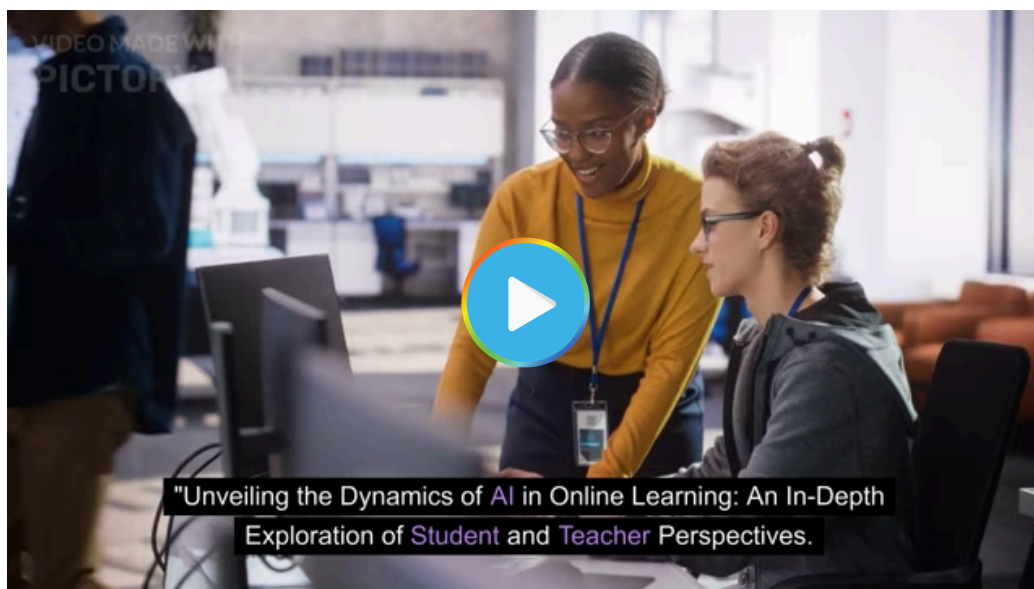 VIDEO MADE WITH
PICTORY
"Unveiling the Dynamics of AI in Online Learning: An In-Depth
Exploration of Student and Teacher Perspectives.